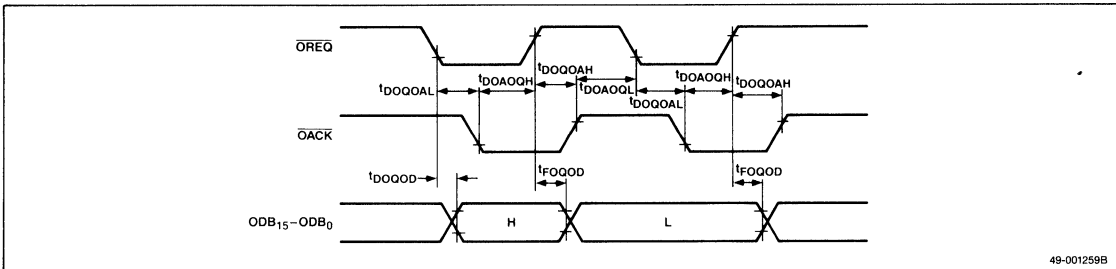 OREQ
tDOQOAL
tDOAOQH
tDOQOAH
tDOAOQL
tDOQOAL
tDOAOQH
tDOQOAH
OACK
tDOQOD
tFOQOD
tFOQOD
ODB15–ODB0
H
L
49-001259B